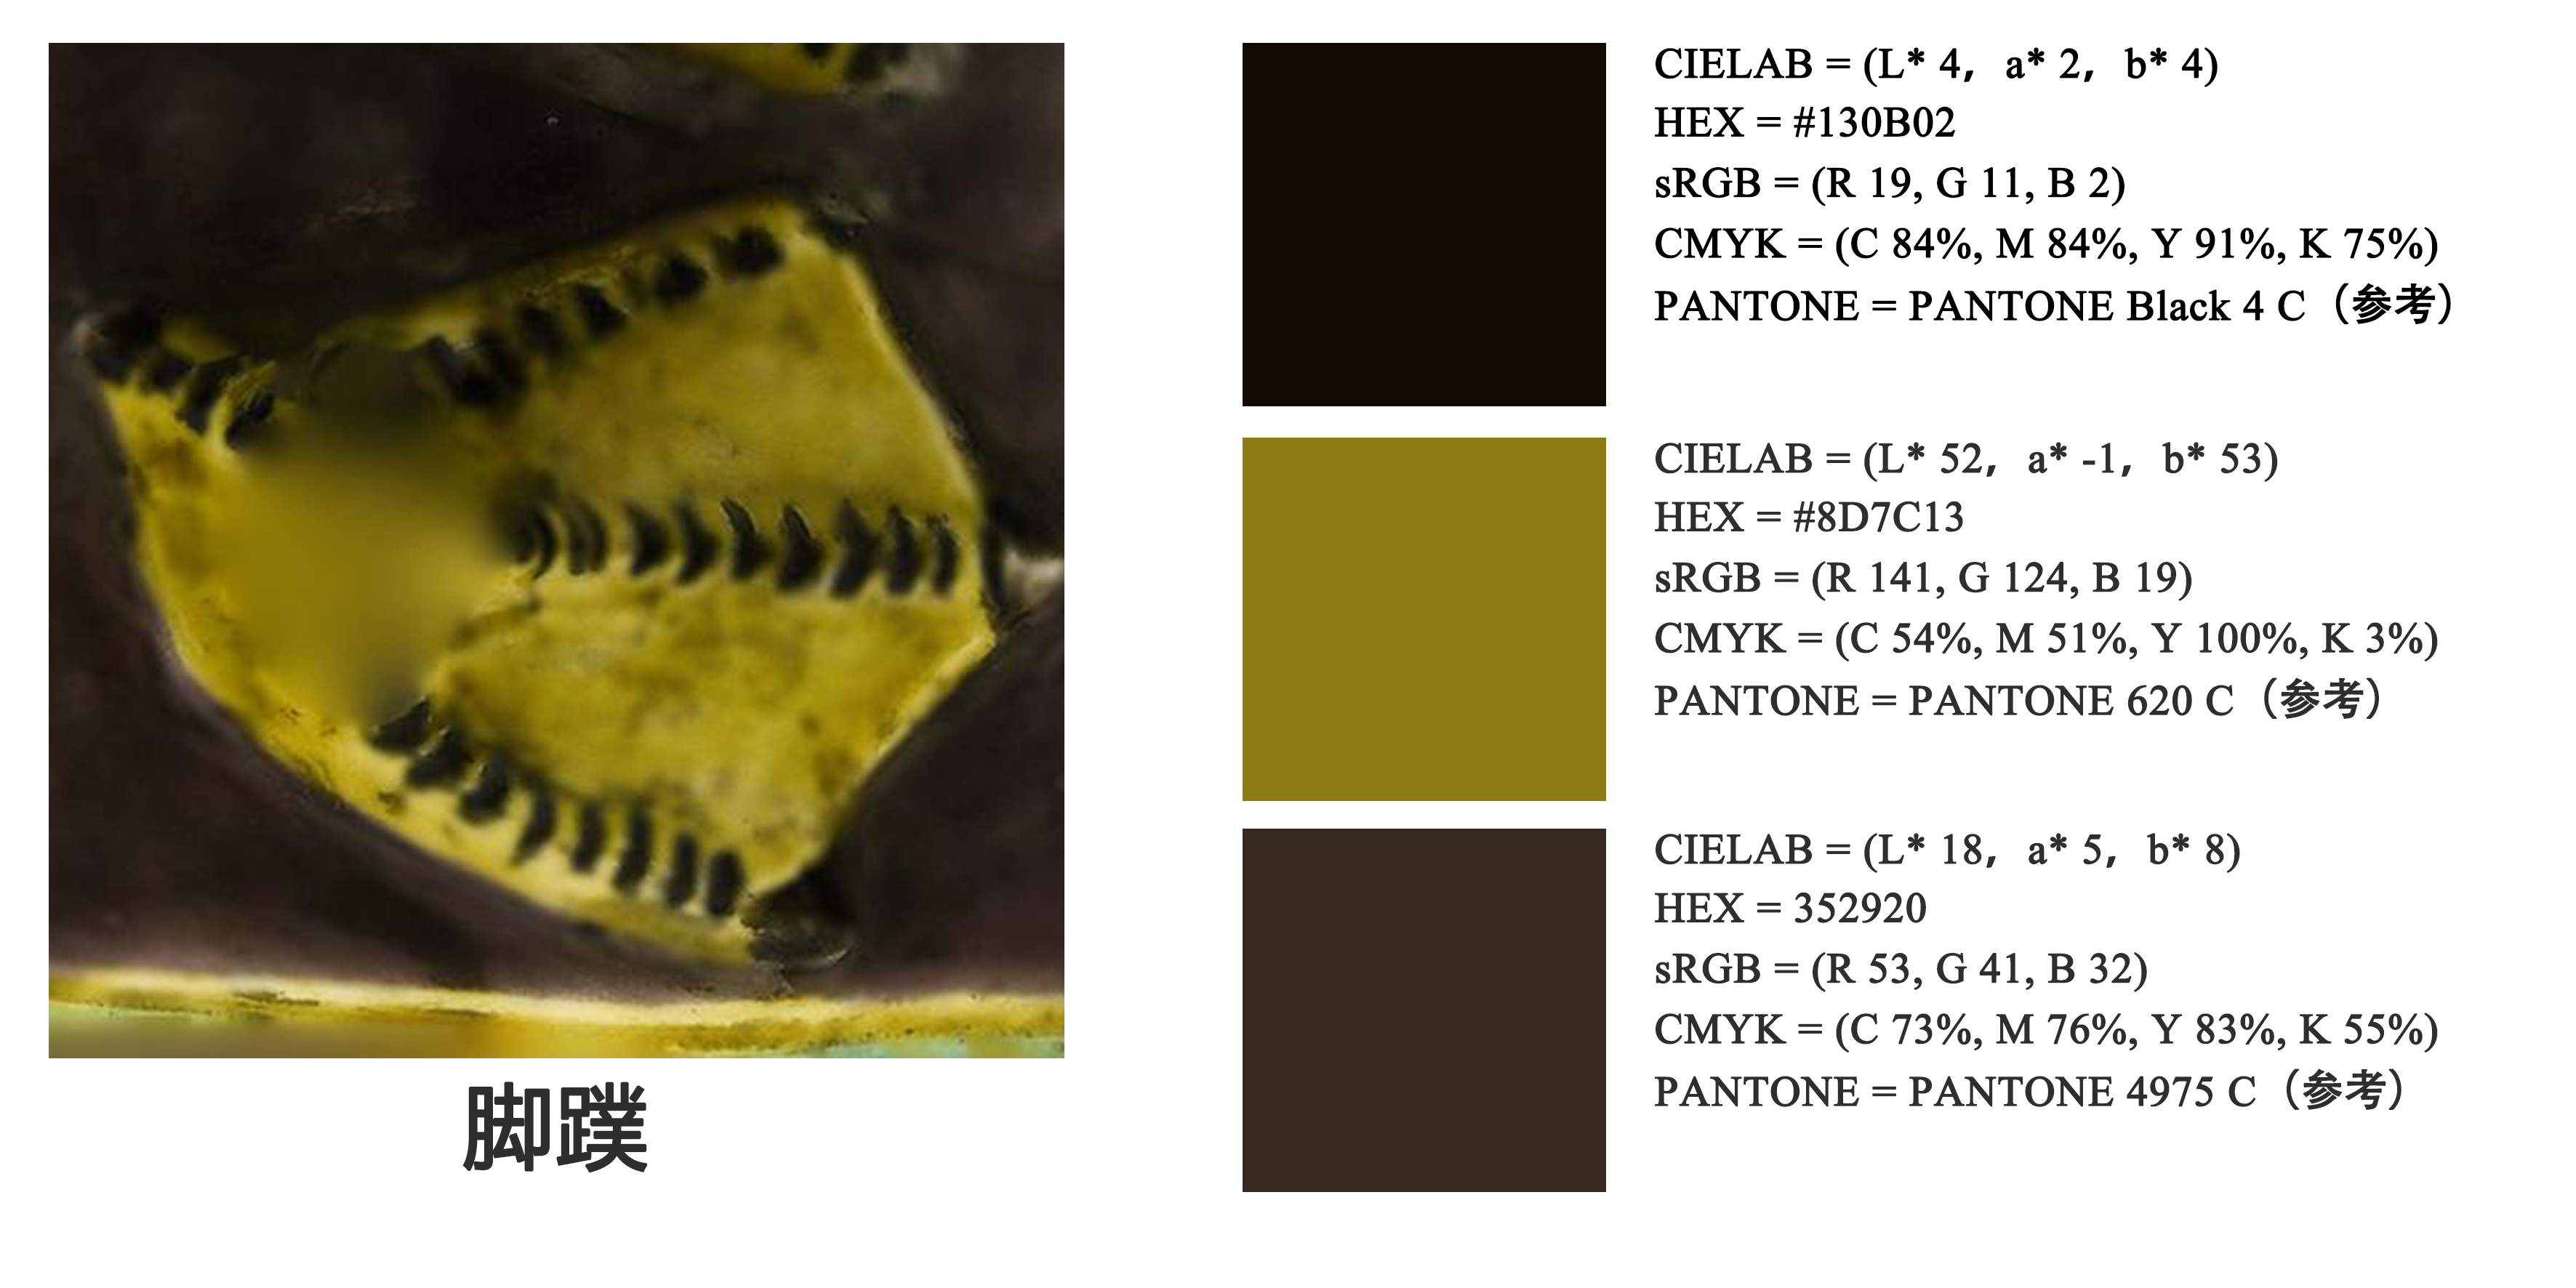 CIELAB = (L* 4， a* 2， b* 4)
HEX = #130B02
sRGB = (R 19, G 11, B 2)
CMYK = (C 84%, M 84%, Y 91%, K 75%)
PANTONE = PANTONE Black 4 C（参考）
CIELAB = (L* 52， a* -1， b* 53)
HEX = #8D7C13
sRGB = (R 141, G 124, B 19)
CMYK = (C 54%, M 51%, Y 100%, K 3%)
PANTONE = PANTONE 620 C（参考）
CIELAB = (L* 18， a* 5， b* 8)
HEX = 352920
sRGB = (R 53, G 41, B 32)
CMYK = (C 73%, M 76%, Y 83%, K 55%)
PANTONE = PANTONE 4975 C（参考）
脚蹼